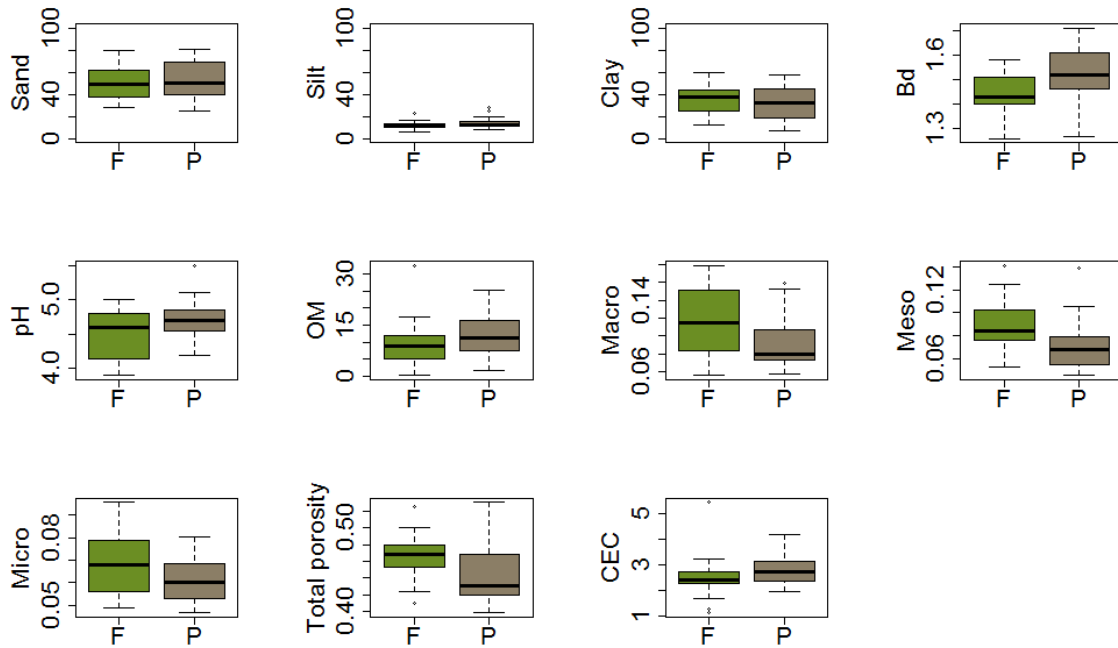 Sand
100
40
0
F P
Silt
100
40
0
F P
Clay
100
40
0
F P
Bd
1.6
1.3
F P
pH
5.0
4.0
F P
OM
30
15
0
F P
Macro
0.14
0.06
F P
Meso
0.12
0.06
F P
Micro
0.08
0.05
F P
Total porosity
0.50
0.40
F P
CEC
5
3
1
F P